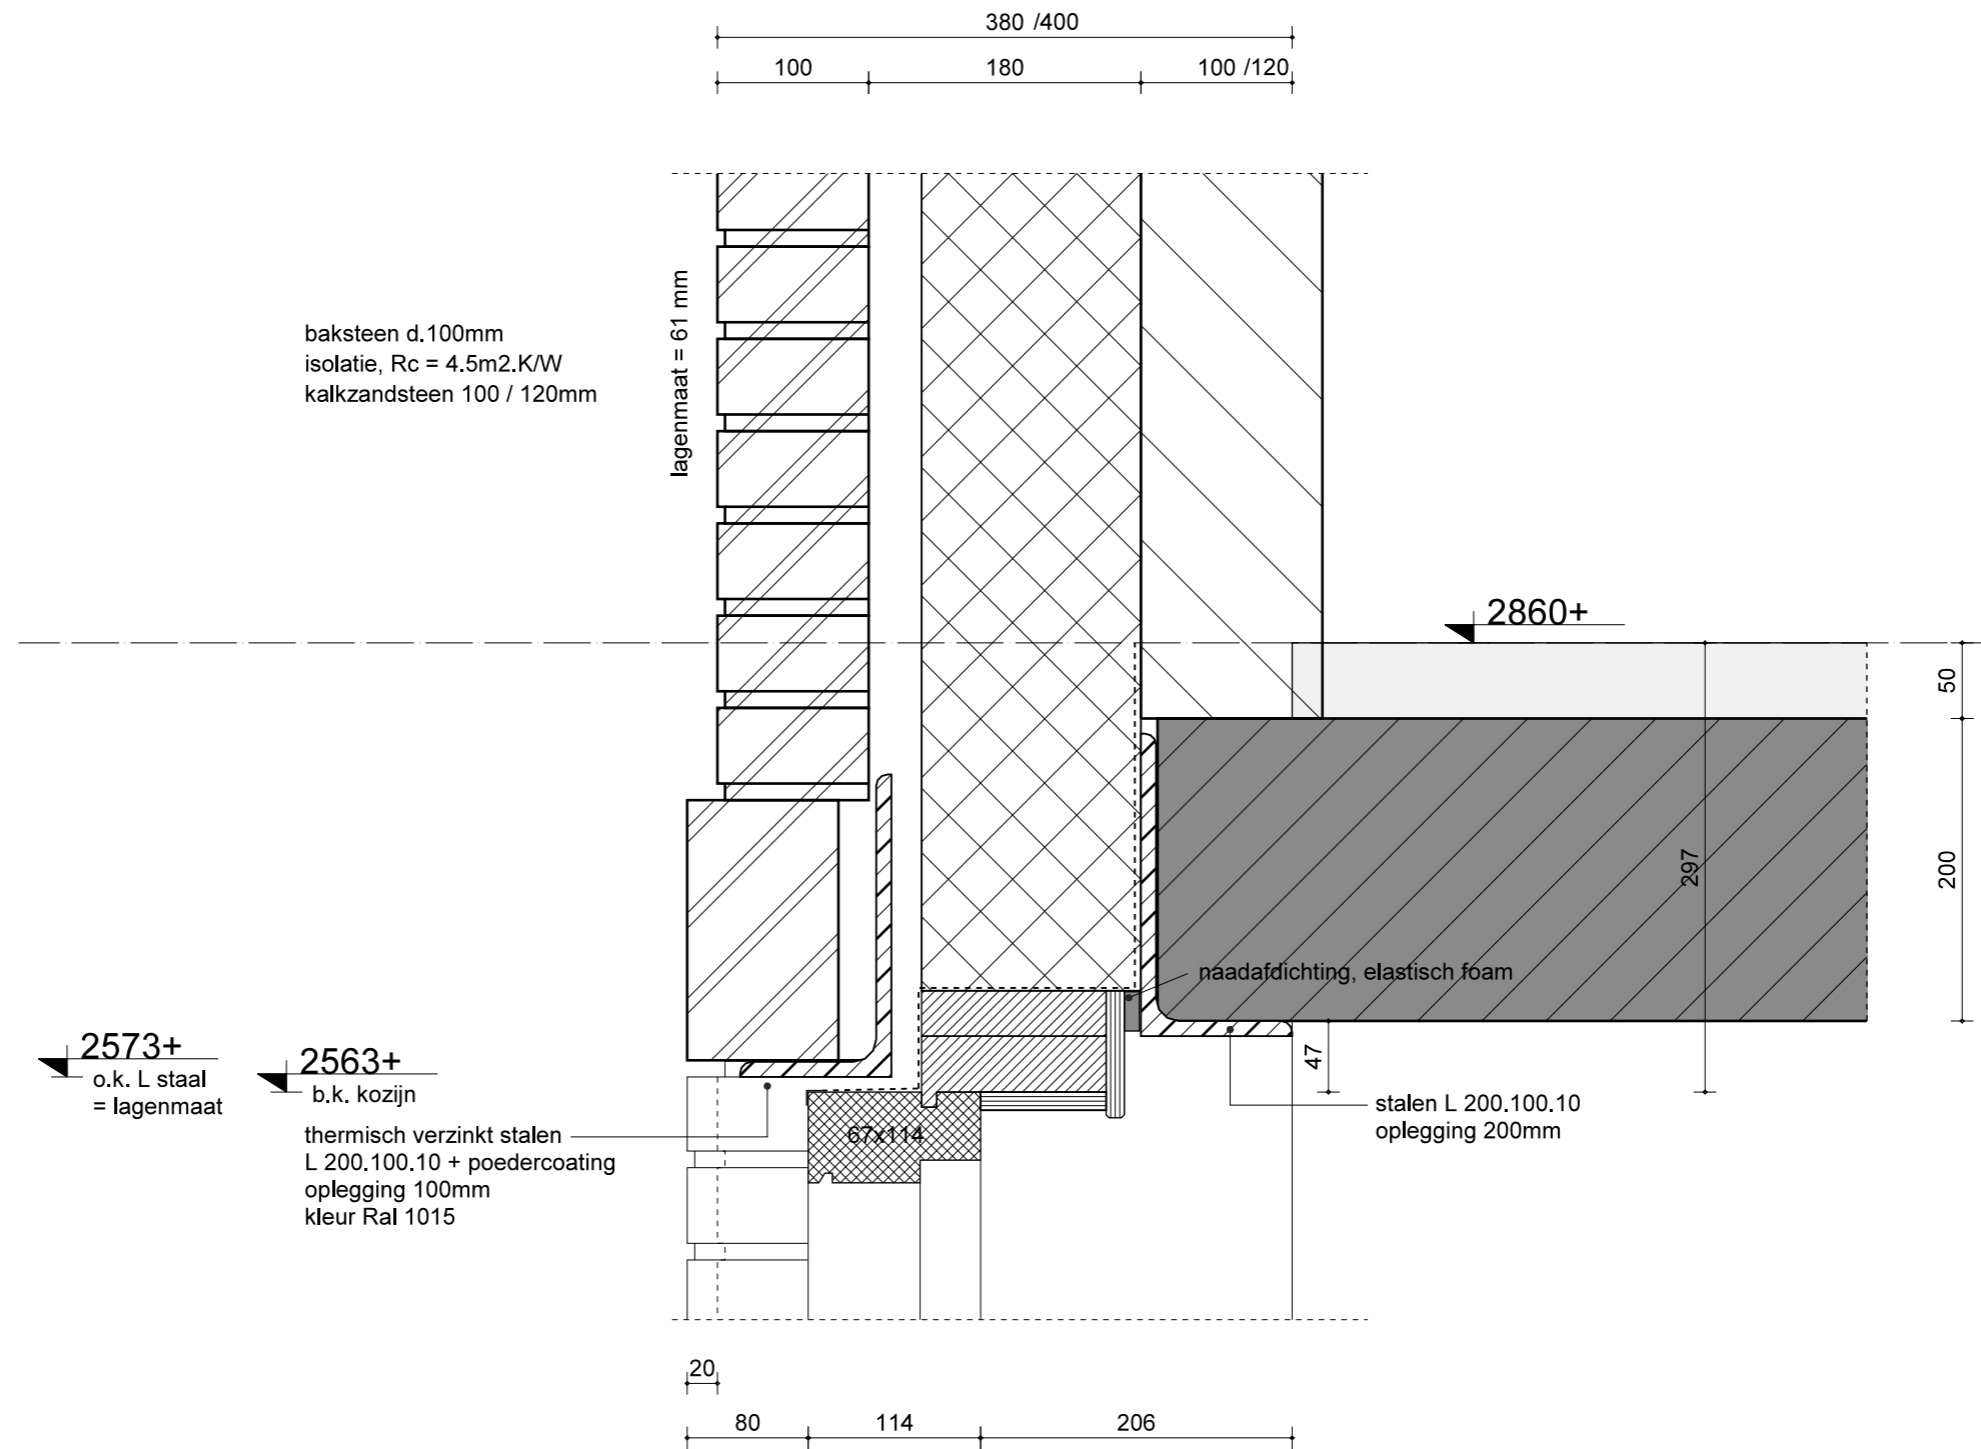 380 /400
100
180
100 /120
baksteen d.100mm
isolatie, Rc = 4.5m2.K/W
kalkzandsteen 100 / 120mm
lagenmaat = 61 mm
2860+
50
200
297
naadafdichting, elastisch foam
2573+
o.k. L staal
= lagenmaat
2563+
b.k. kozijn
47
stalen L 200.100.10
oplegging 200mm
thermisch verzinkt stalen
L 200.100.10 + poedercoating
oplegging 100mm
kleur Ral 1015
67x114
20
80
114
206